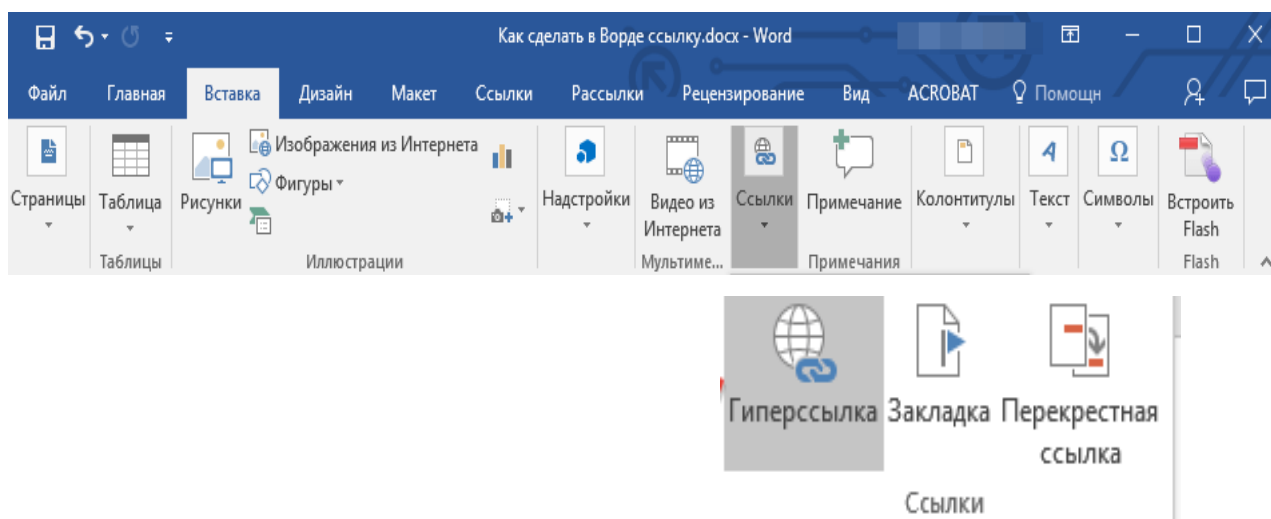 Как сделать в Ворде ссылку.docx - Word
Файл Главная Вставка Дизайн Макет Ссылки Рассылки Рецензирование Вид ACROBAT Помощн
Изображения из Интернета
Фигуры
Страницы Таблица Рисунки Надстройки Видео из Интернета Ссылки Примечание Колонтитулы Текст Символы Встроить Flash
Таблицы Иллюстрации Мультиме... Примечания Flash
Гиперссылка Закладка Перекрестная
ссылка
Ссылки